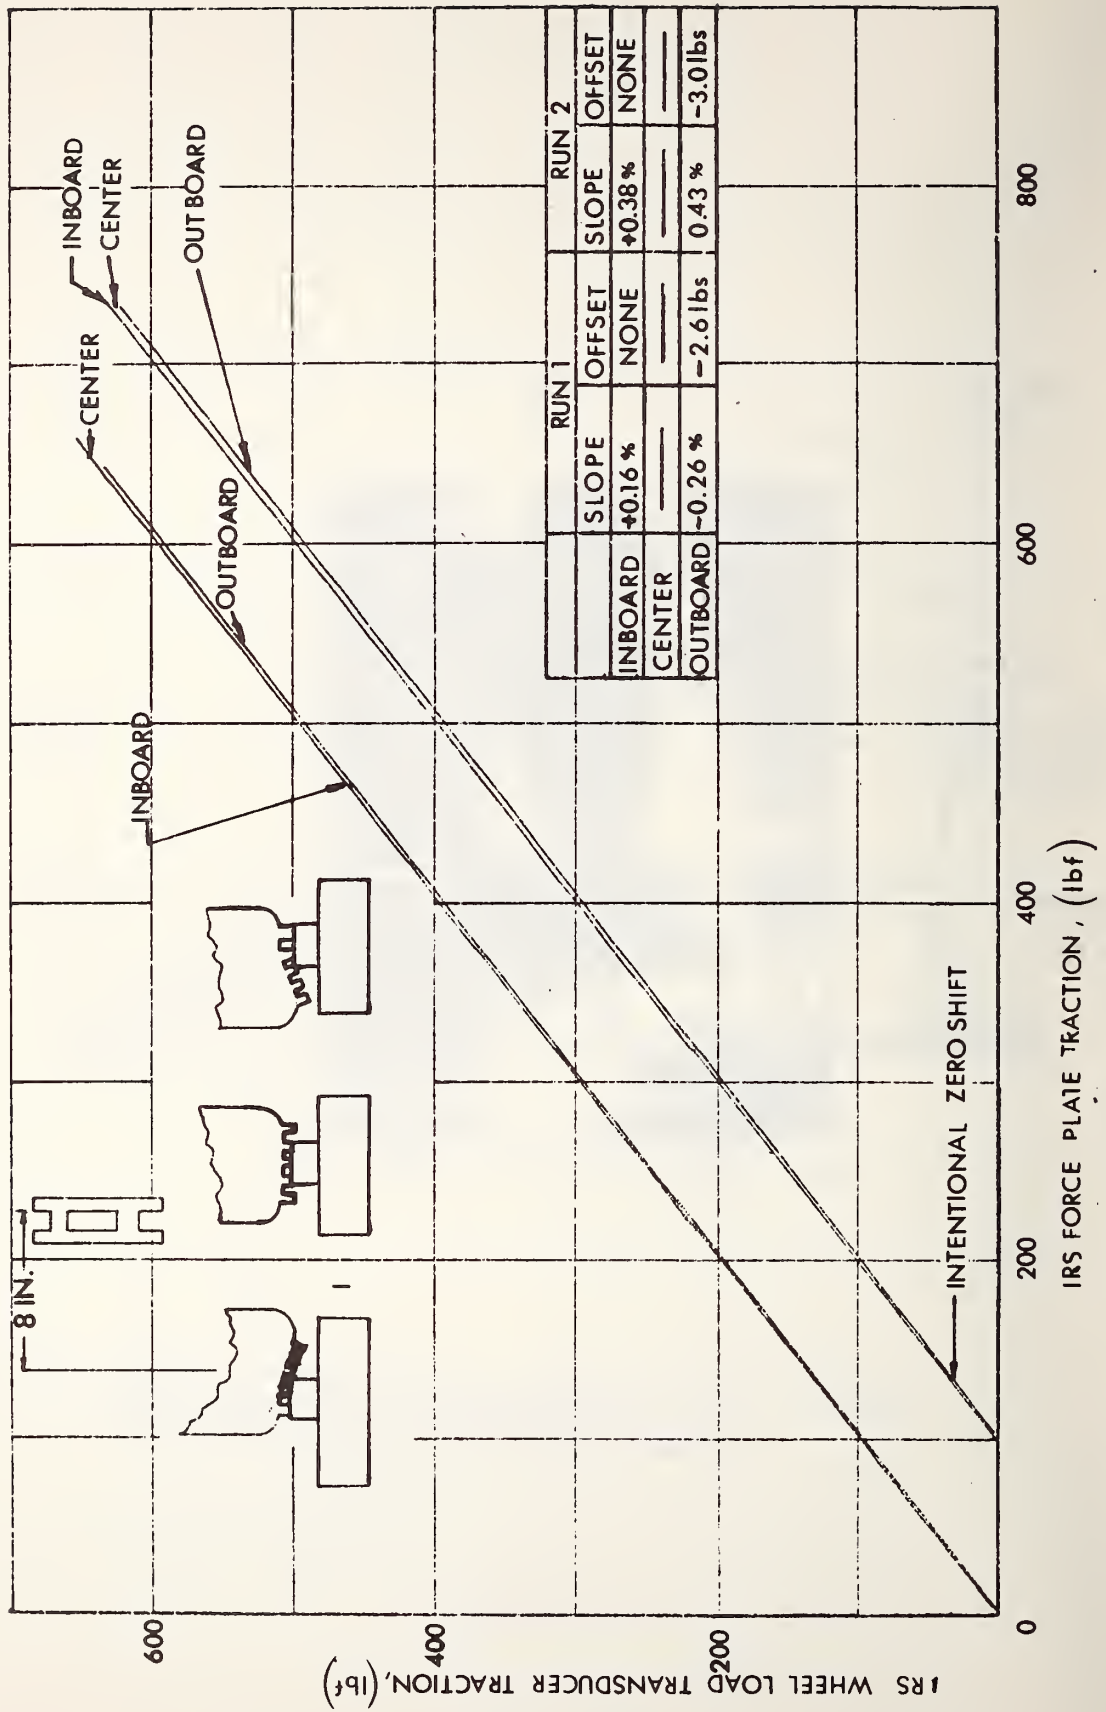 8 IN.
INBOARD
OUTBOARD
CENTER
INBOARD
CENTER
OUTBOARD
600
400
200
IRS WHEEL LOAD TRANSDUCER TRACTION, (lbf)
RUN 1 RUN 2
SLOPE OFFSET SLOPE OFFSET
INBOARD +0.16 % NONE +0.38 % NONE
CENTER — — — —
OUTBOARD -0.26 % -2.6 lbs 0.43 % -3.0 lbs
INTENTIONAL ZERO SHIFT
0 200 400 600 800
IRS FORCE PLATE TRACTION, (lbf)